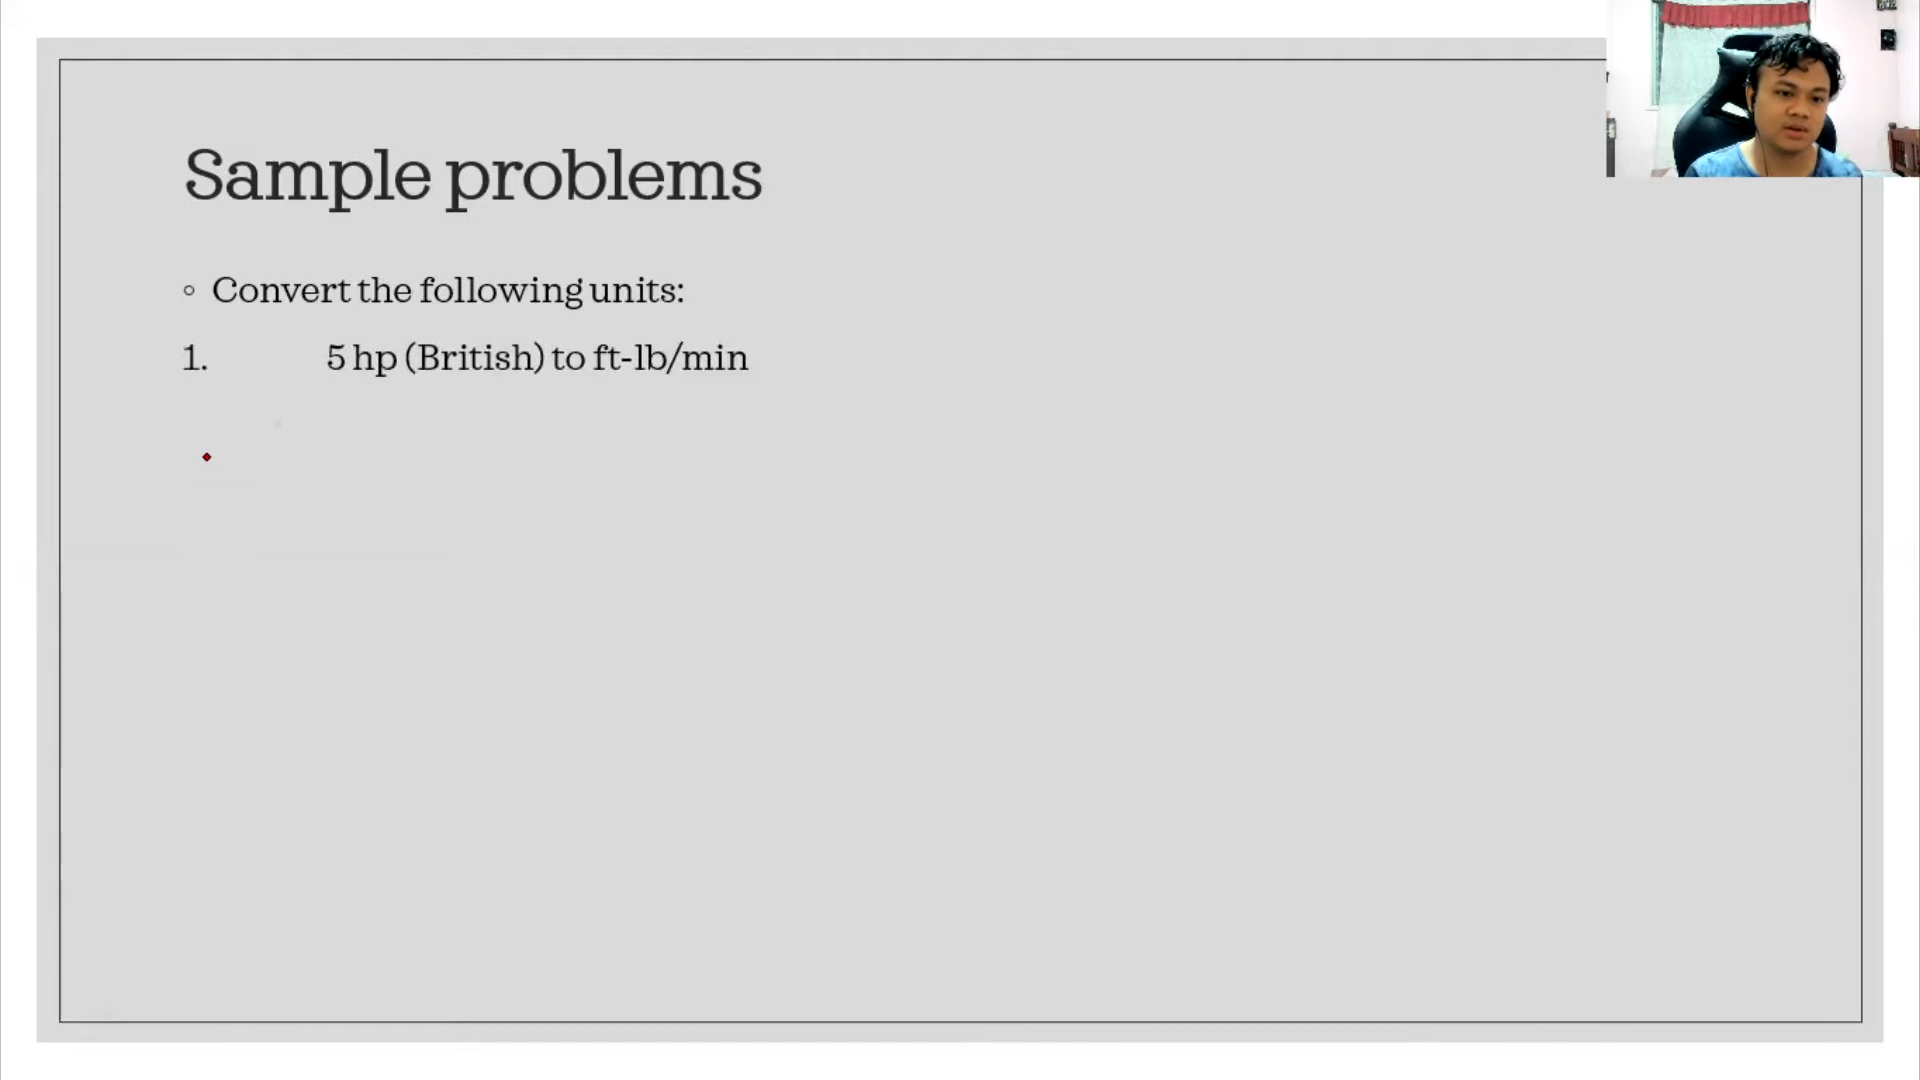 Sample problems
Convert the following units:
1. 5 hp (British) to ft-lb/min